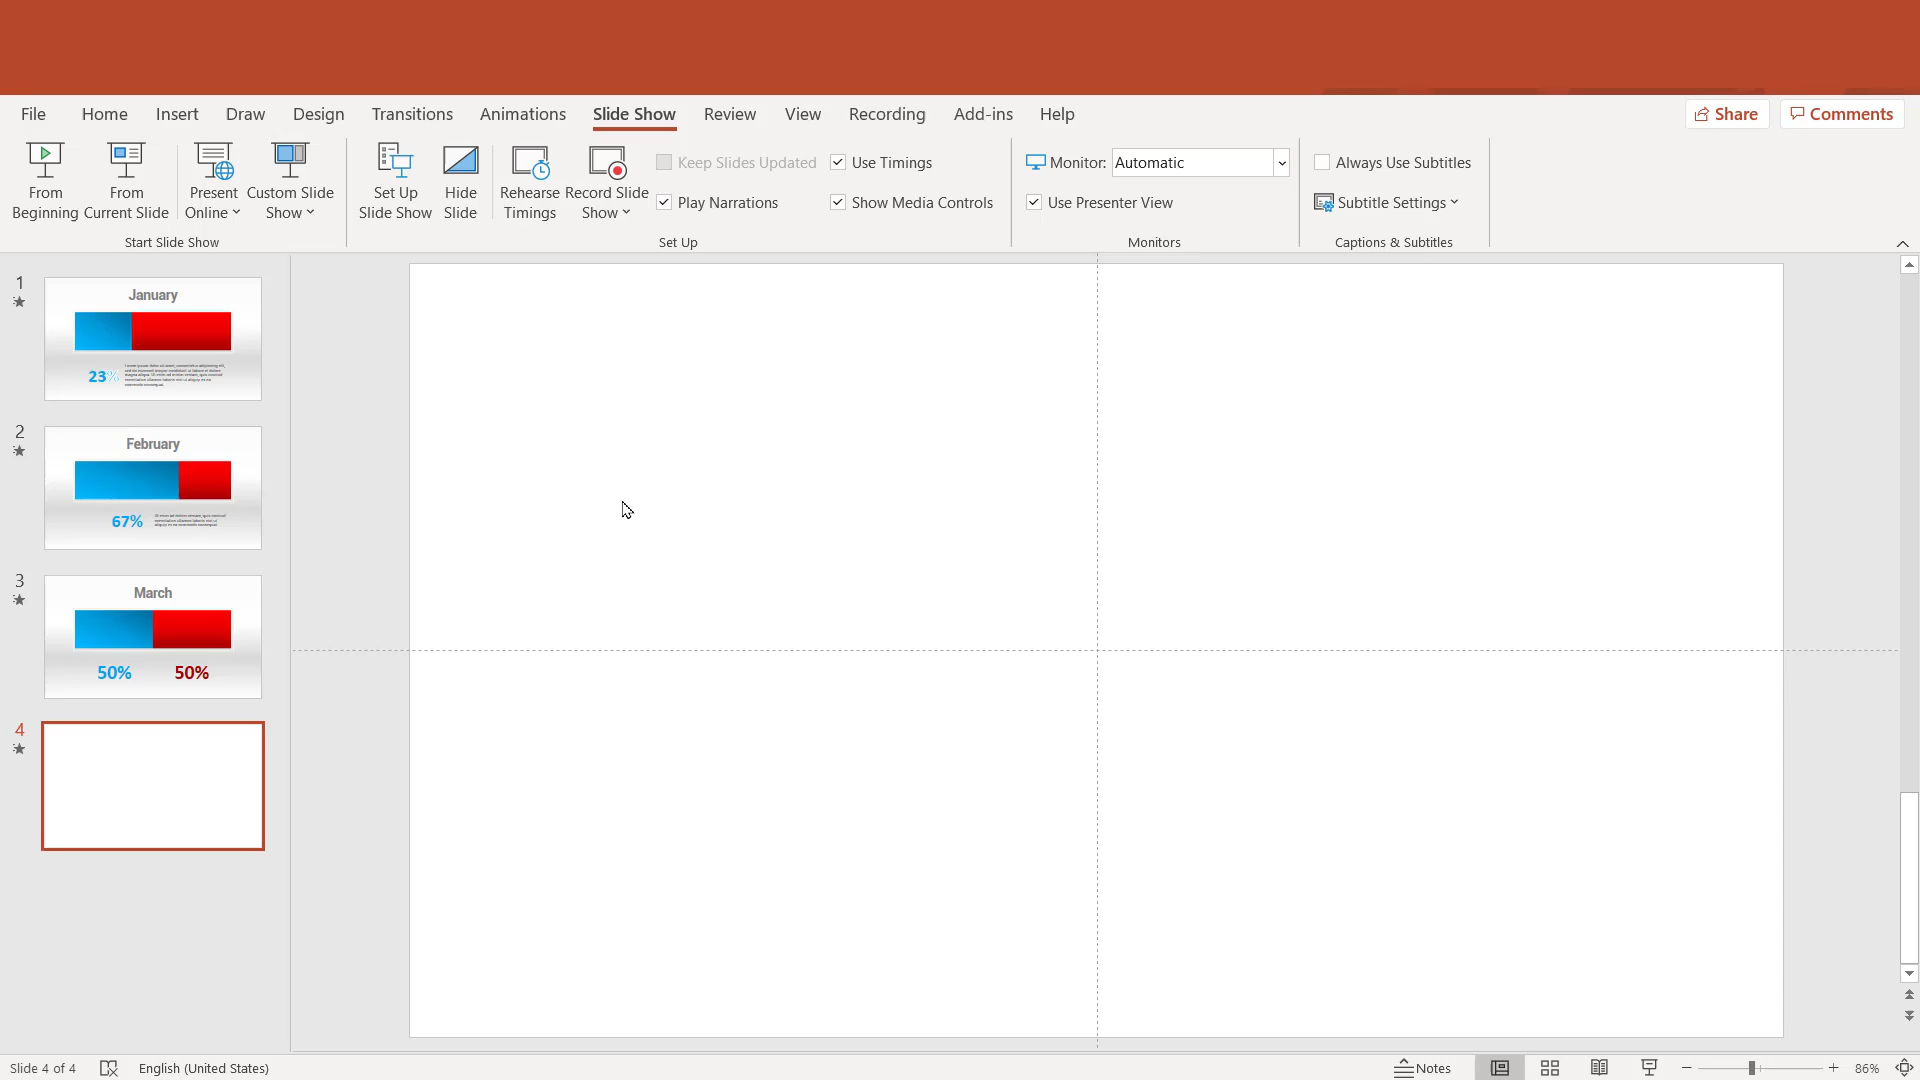 File Home Insert Draw Design Transitions Animations Slide Show Review View Recording Add-ins Help Share Comments
From Beginning
From Current Slide
Present Online
Custom Slide Show
Set Up Slide Show
Hide Slide
Rehearse Timings
Record Slide Show
Keep Slides Updated
Use Timings
Play Narrations
Show Media Controls
Monitor: Automatic
Use Presenter View
Always Use Subtitles
Subtitle Settings
Start Slide Show
Set Up
Monitors
Captions & Subtitles
1
January
23%
2
February
67%
3
March
50% 50%
4
Slide 4 of 4 English (United States) Notes 86%